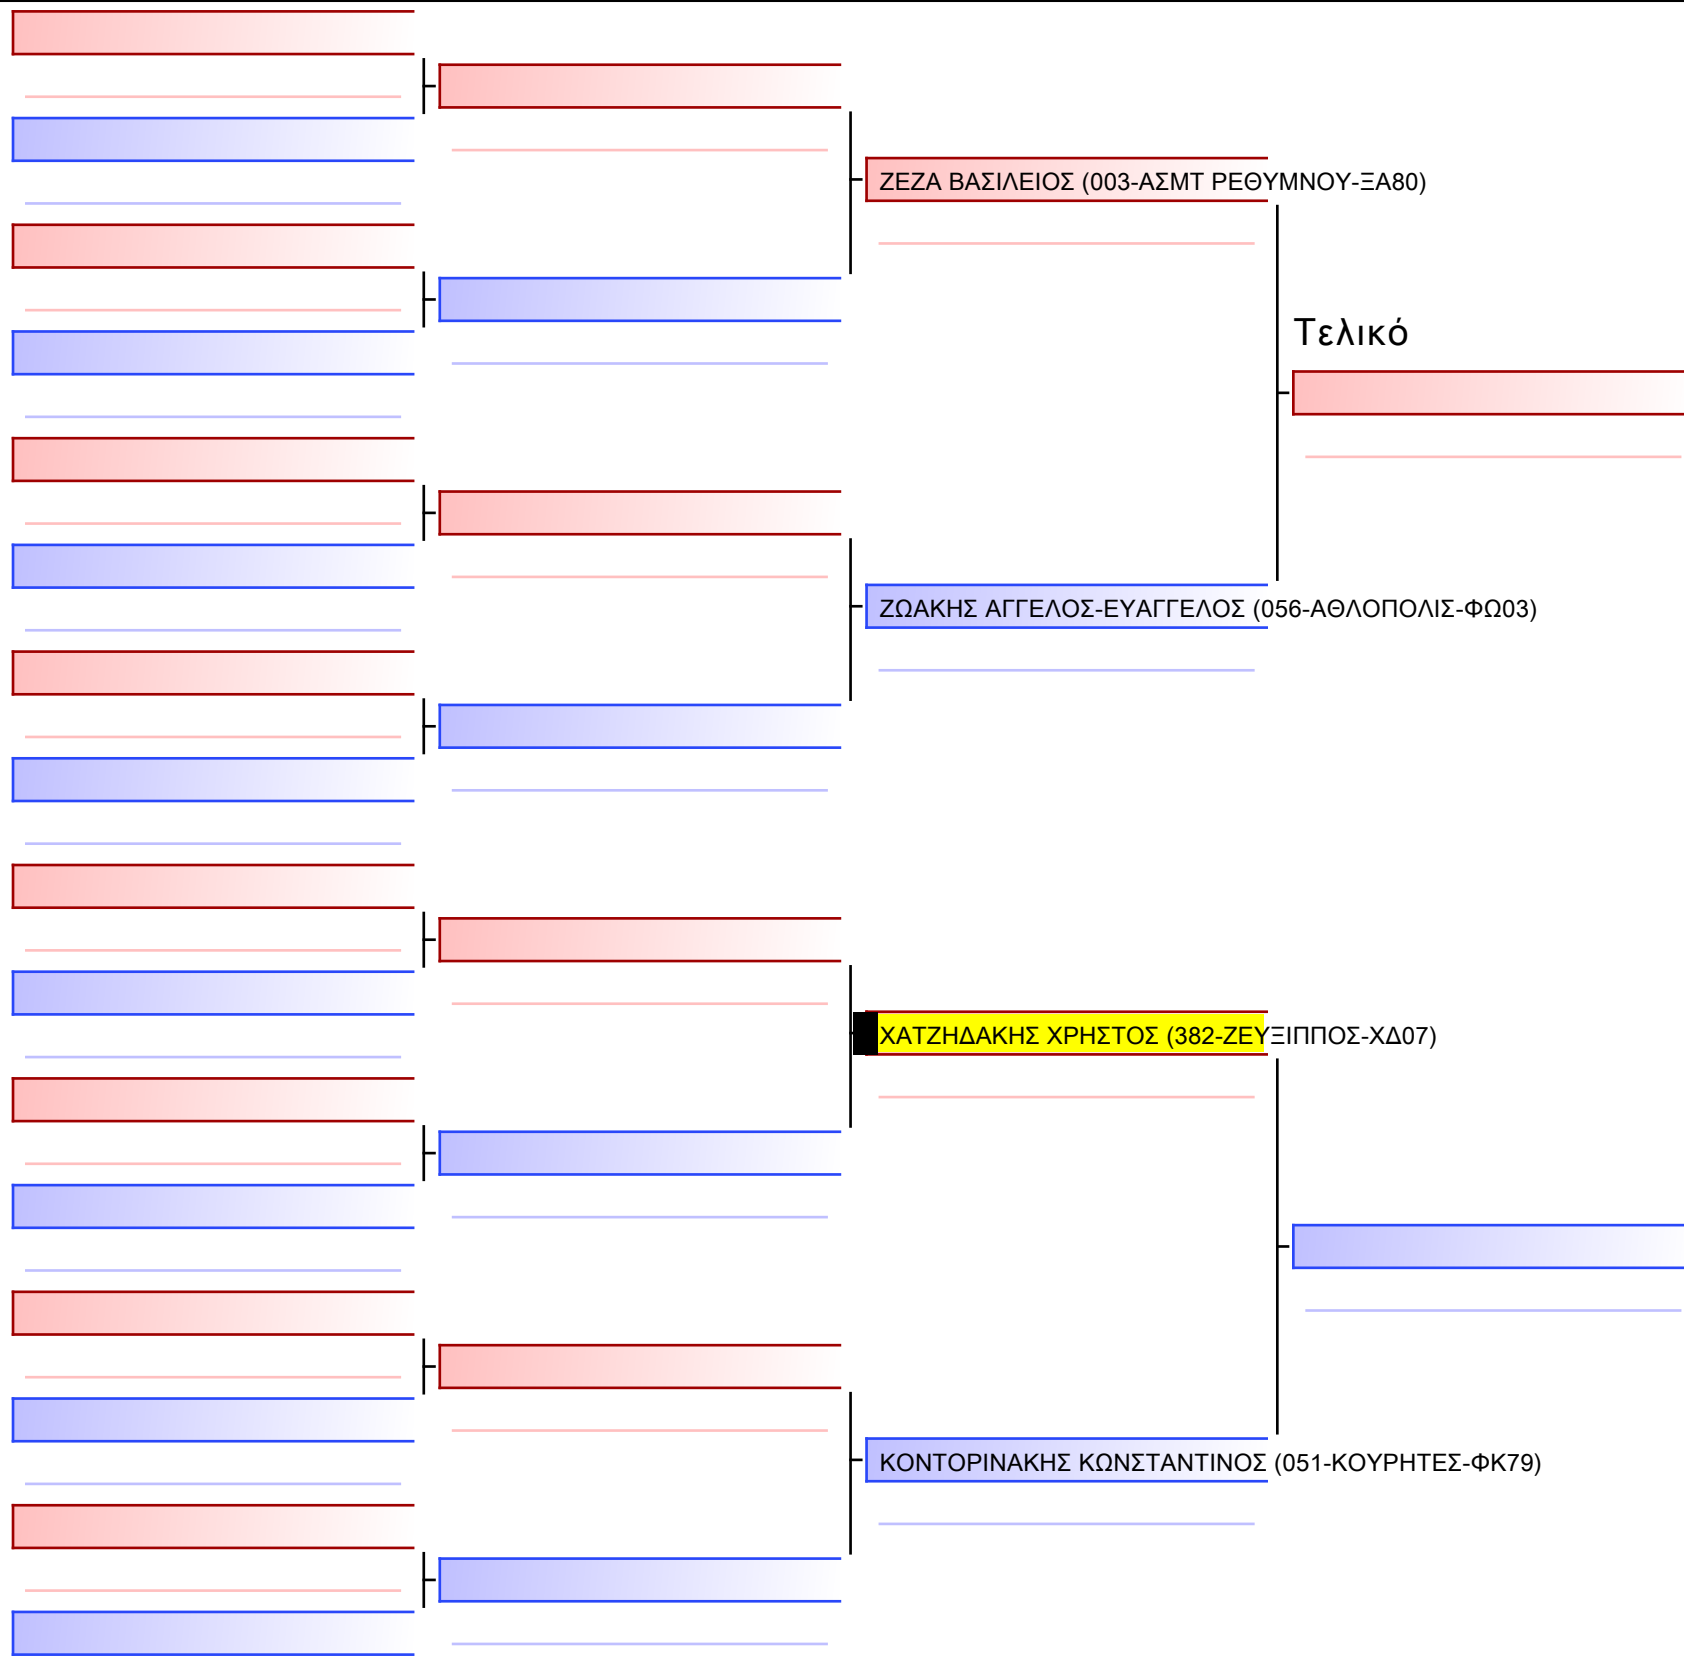 ΖΕΖΑ ΒΑΣΙΛΕΙΟΣ (003-ΑΣΜΤ ΡΕΘΥΜΝΟΥ-ΞΑ80)
Τελικό
ΖΩΑΚΗΣ ΑΓΓΕΛΟΣ-ΕΥΑΓΓΕΛΟΣ (056-ΑΘΛΟΠΟΛΙΣ-ΦΩ03)
ΧΑΤΖΗΔΑΚΗΣ ΧΡΗΣΤΟΣ (382-ΖΕΥΞΙΠΠΟΣ-ΧΔ07)
ΚΟΝΤΟΡΙΝΑΚΗΣ ΚΩΝΣΤΑΝΤΙΝΟΣ (051-ΚΟΥΡΗΤΕΣ-ΦΚ79)